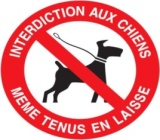 INTERDICTION AUX CHIENS
MEME TENUS EN LAISSE